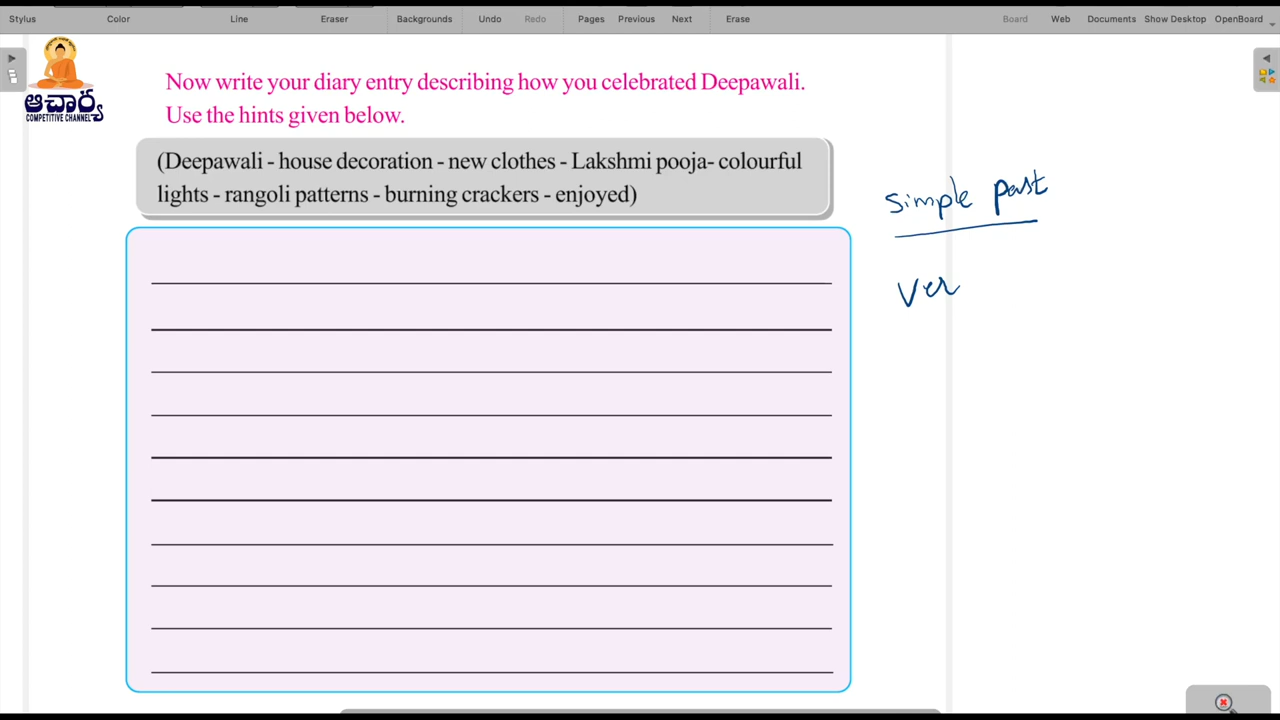 Stylus Color Line Eraser Backgrounds Undo Redo Pages Previous Next Erase Board Web Documents Show Desktop OpenBoard
ಆಚಾರ್ಯ
COMPETITIVE CHANNEL
Now write your diary entry describing how you celebrated Deepawali.
Use the hints given below.
(Deepawali - house decoration - new clothes - Lakshmi pooja- colourful
lights - rangoli patterns - burning crackers - enjoyed)
simple past
Ver